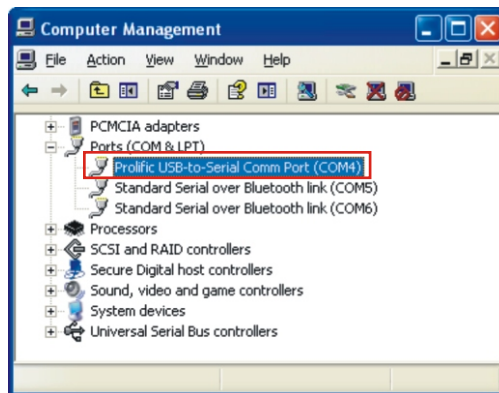 Computer Management
File Action View Window Help
PCMCIA adapters
Ports (COM & LPT)
Prolific USB-to-Serial Comm Port (COM4)
Standard Serial over Bluetooth link (COM5)
Standard Serial over Bluetooth link (COM6)
Processors
SCSI and RAID controllers
Secure Digital host controllers
Sound, video and game controllers
System devices
Universal Serial Bus controllers